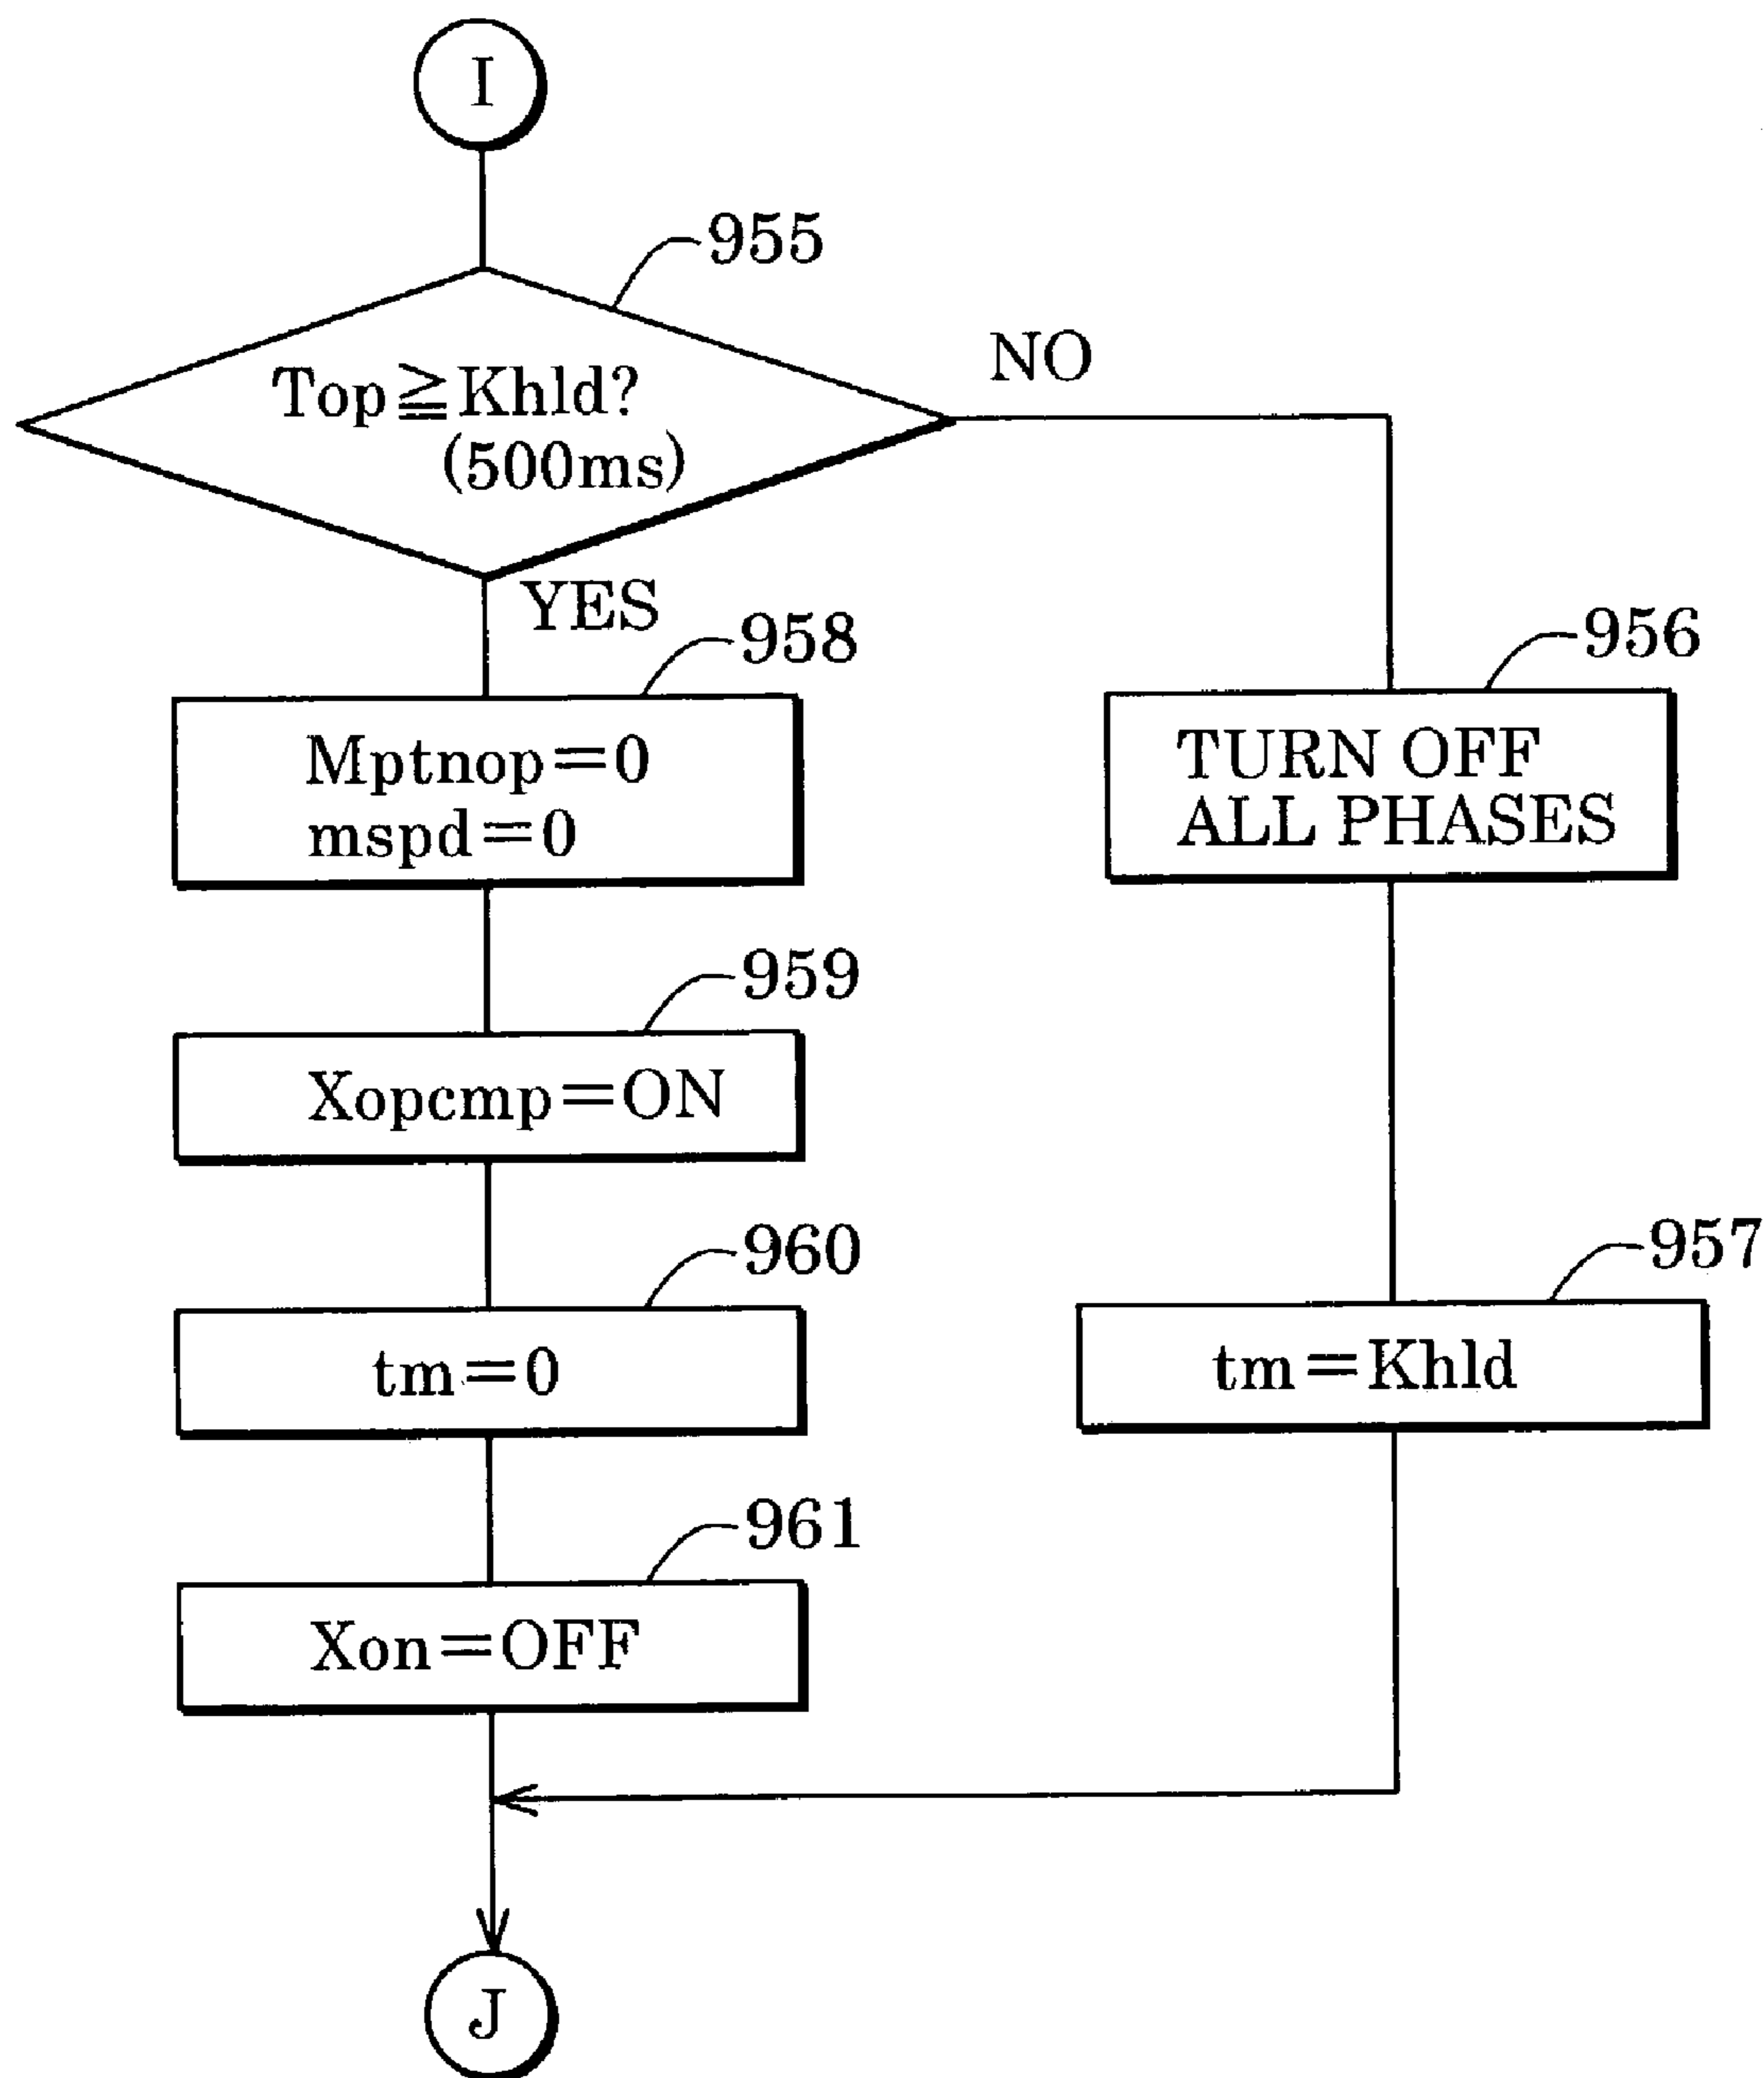 I
955
Top≧Khld?
(500ms)
NO
YES
958
Mptnop=0
mspd=0
956
TURN OFF
ALL PHASES
959
Xopcmp=ON
960
tm=0
957
tm=Khld
961
Xon=OFF
J